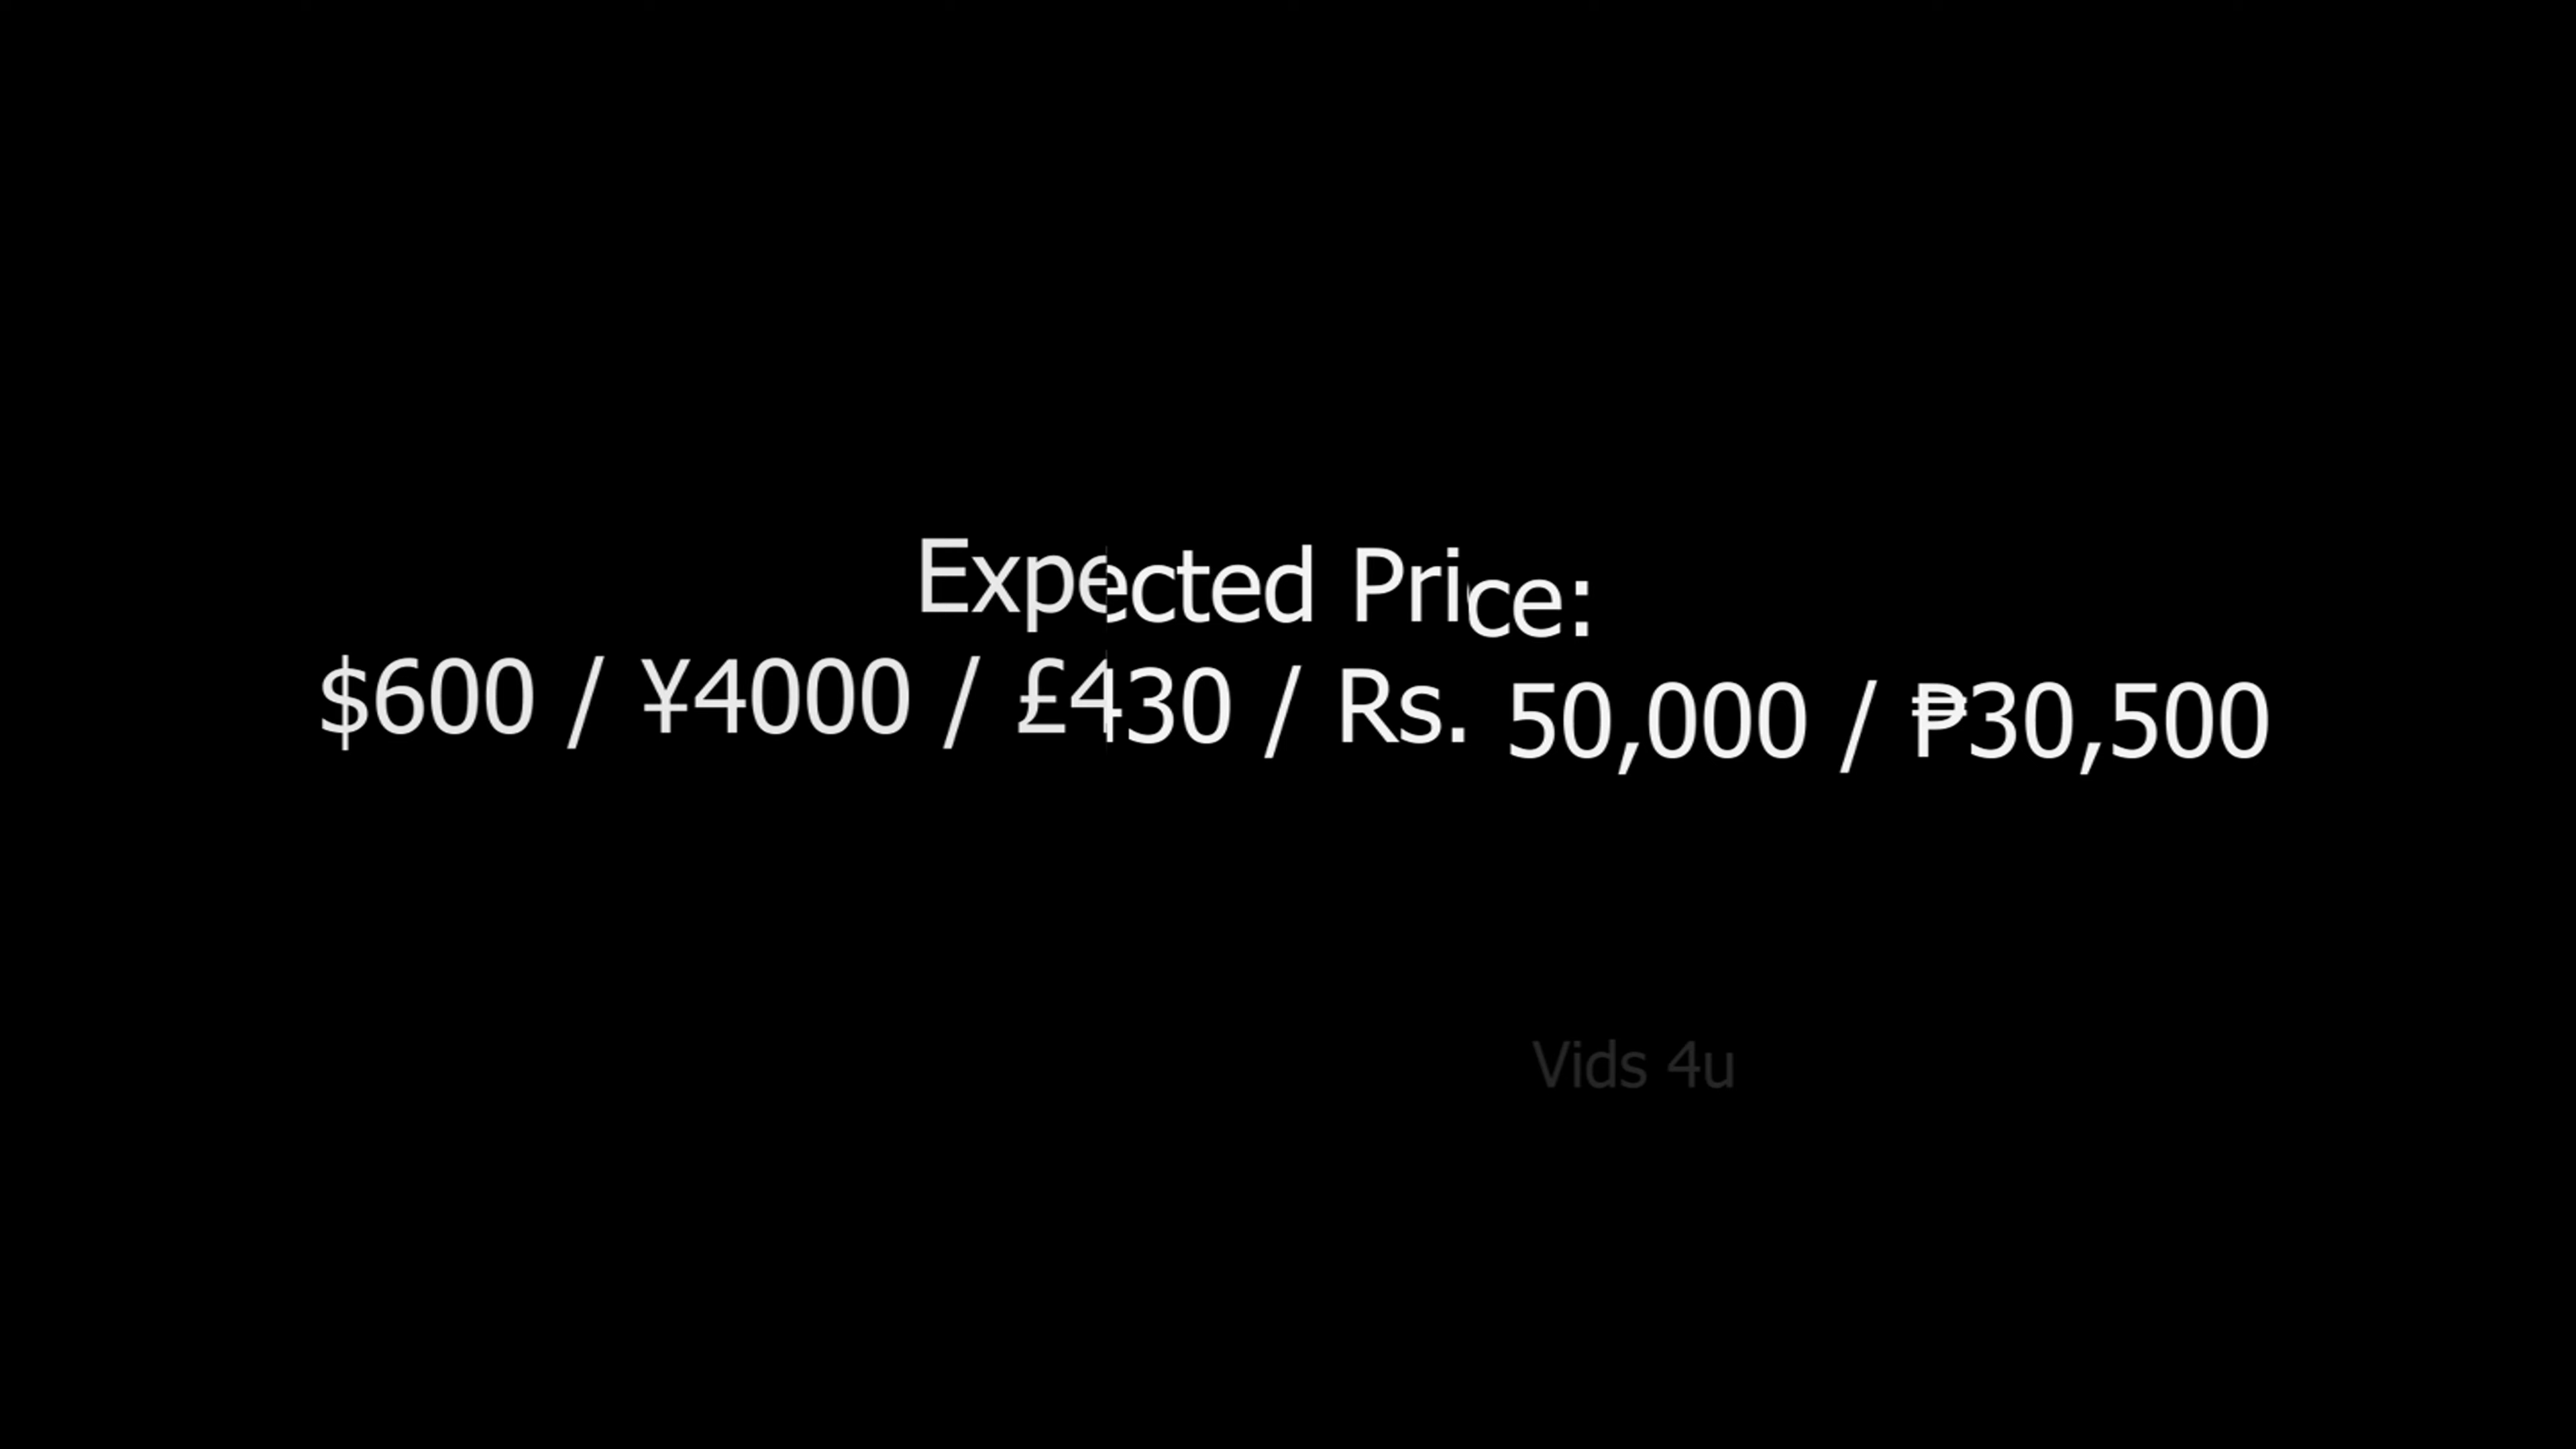 Expected Price:
$600 / ¥4000 / £430 / Rs. 50,000 / ₱30,500
Vids 4u